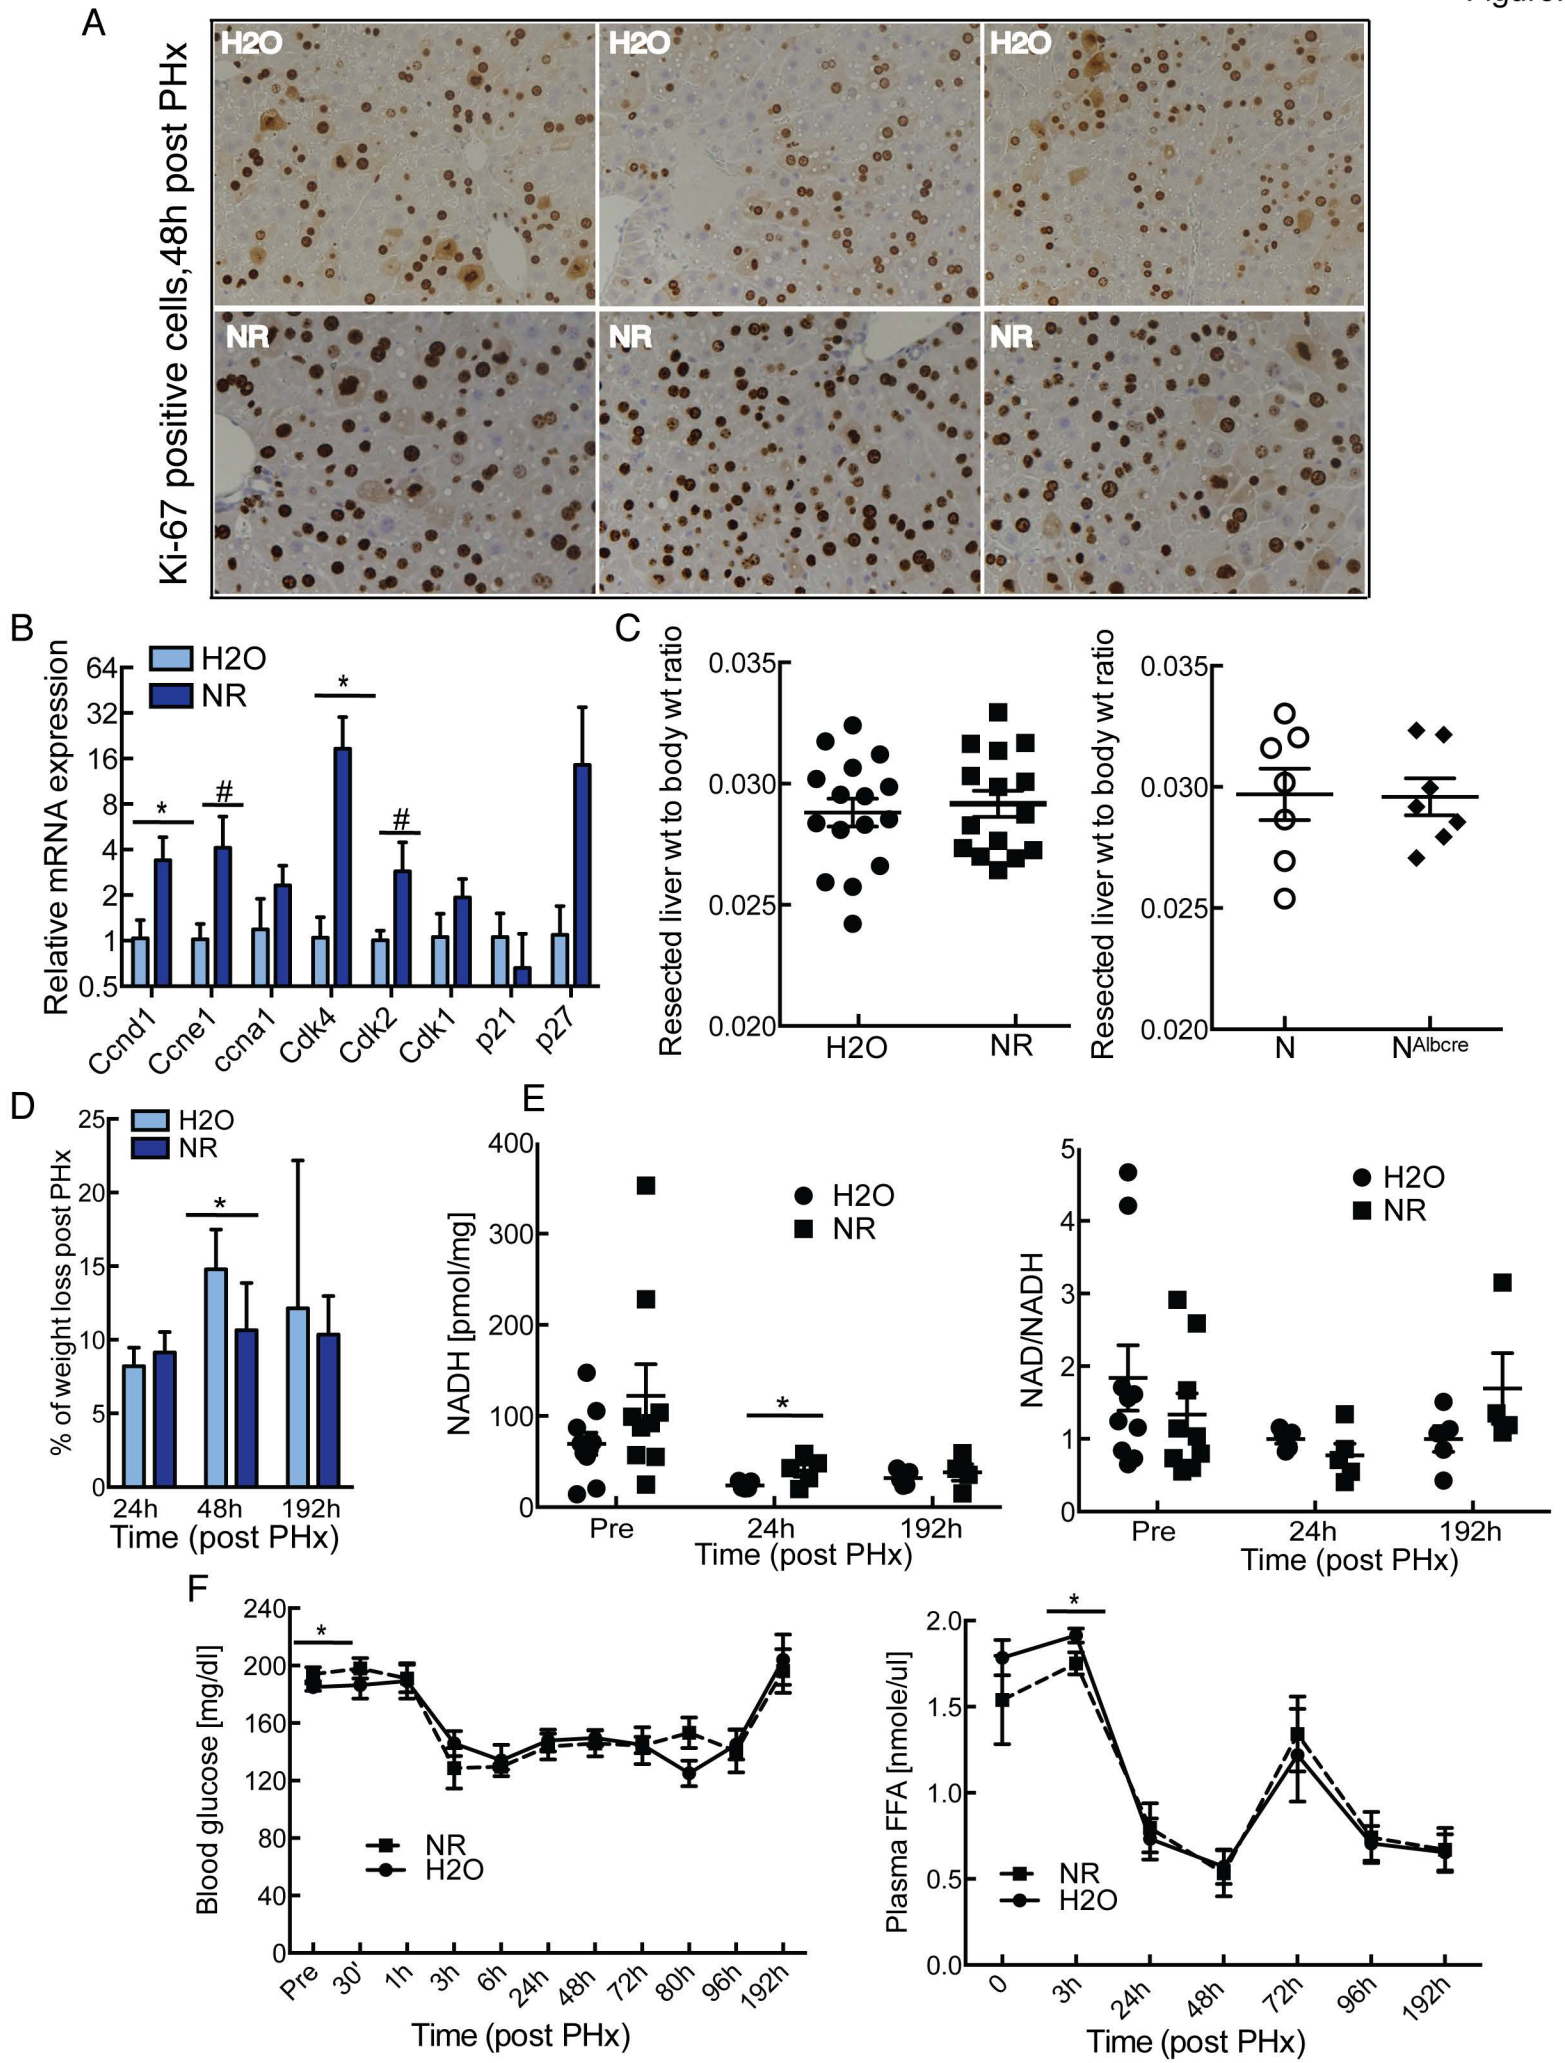 Figure
A
Ki-67 positive cells,48h post PHx
H2O
H2O
H2O
NR
NR
NR
B
Relative mRNA expression
64
32
16
8
4
2
1
0.5
H2O
NR
*
#
*
#
Ccnd1
Ccne1
ccna1
Cdk4
Cdk2
Cdk1
p21
p27
C
Resected liver wt to body wt ratio
0.035
0.030
0.025
0.020
H2O
NR
Resected liver wt to body wt ratio
0.035
0.030
0.025
0.020
N
NAlbcre
D
% of weight loss post PHx
25
20
15
10
5
0
H2O
NR
*
24h
48h
192h
Time (post PHx)
E
NADH [pmol/mg]
400
300
200
100
0
H2O
NR
*
Pre
24h
192h
Time (post PHx)
NAD/NADH
5
4
3
2
1
0
H2O
NR
Pre
24h
192h
Time (post PHx)
F
Blood glucose [mg/dl]
240
200
160
120
80
40
0
*
NR
H2O
Pre
30'
1h
3h
6h
24h
48h
72h
80h
96h
192h
Time (post PHx)
Plasma FFA [nmole/ul]
2.0
1.5
1.0
0.5
0.0
*
NR
H2O
0
3h
24h
48h
72h
96h
192h
Time (post PHx)